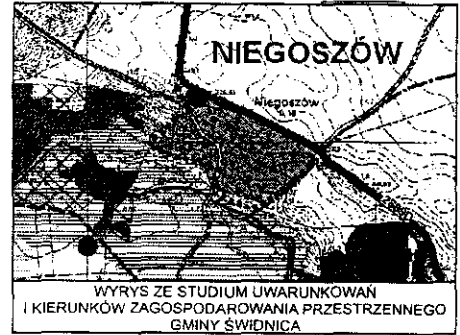 NIEGOSZÓW
Niegoszów
WYRYS ZE STUDIUM UWARUNKOWAŃ
I KIERUNKÓW ZAGOSPODAROWANIA PRZESTRZENNEGO
GMINY ŚWIDNICA